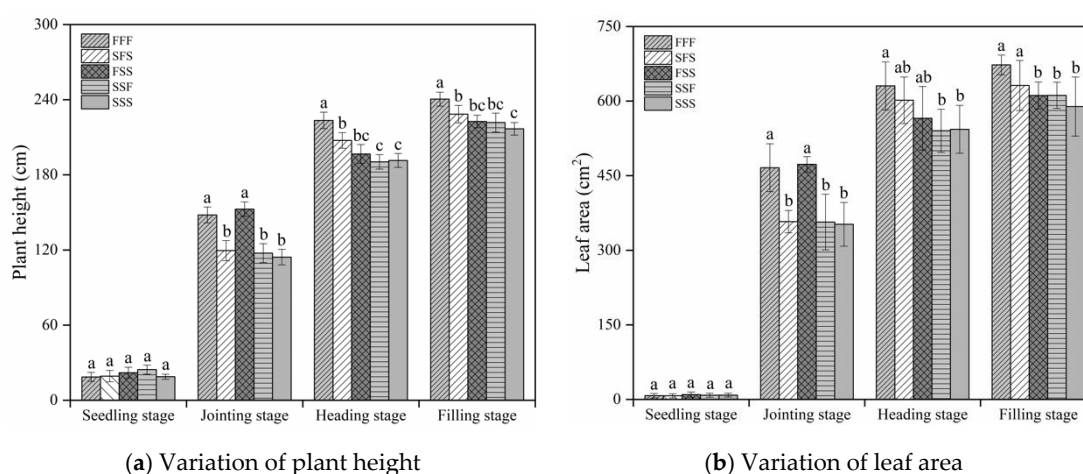 300
240
180
120
60
0
Plant height (cm)
FFF
SFS
FSS
SSF
SSS
a a a a a
a b a b b
a b bc c c
a b bc bc c
Seedling stage Jointing stage Heading stage Filling stage
(a) Variation of plant height
750
600
450
300
150
0
Leaf area (cm²)
FFF
SFS
FSS
SSF
SSS
a a a a a
a b a b b
a ab ab b b
a a b b b
Seedling stage Jointing stage Heading stage Filling stage
(b) Variation of leaf area